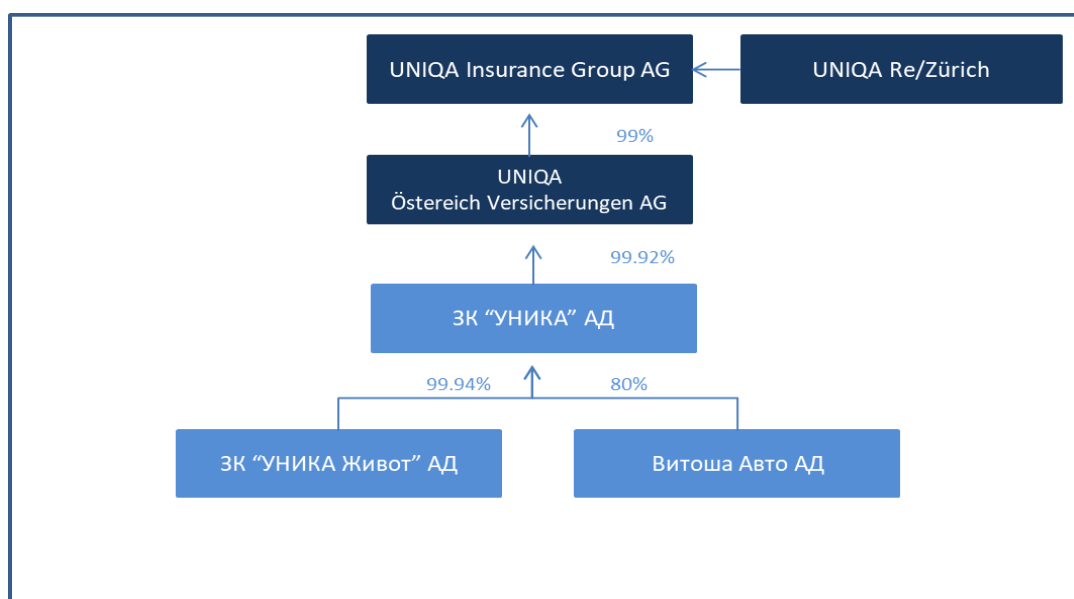 UNIQA Insurance Group AG
UNIQA Re/Zürich
99%
UNIQA
Östereich Versicherungen AG
99.92%
ЗК “УНИКА” АД
99.94%
80%
ЗК “УНИКА Живот” АД
Витоша Авто АД